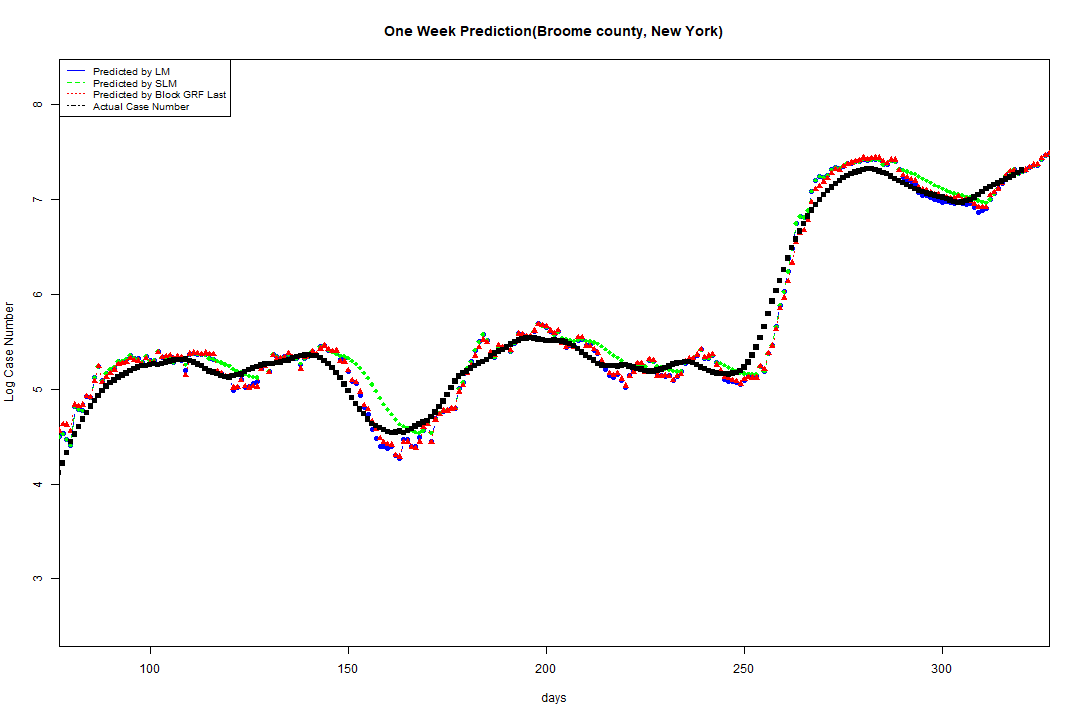 One Week Prediction(Broome county, New York)
Predicted by LM
Predicted by SLM
Predicted by Block GRF Last
Actual Case Number
8
7
6
5
4
3
Log Case Number
100 150 200 250 300
days